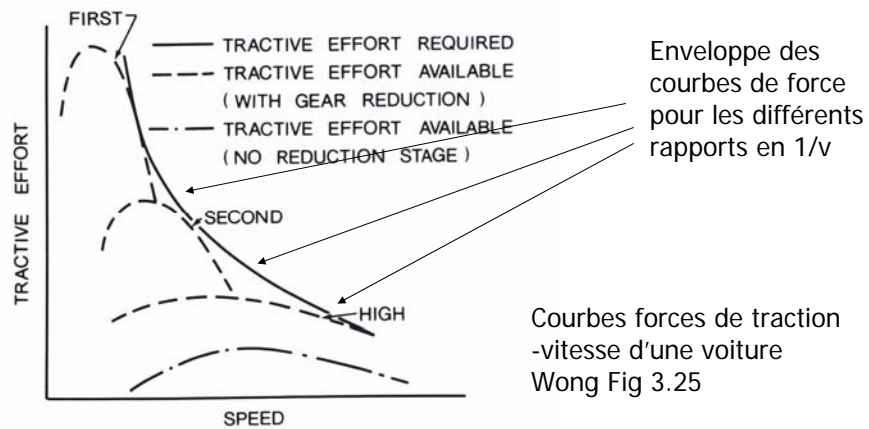 FIRST
TRACTIVE EFFORT REQUIRED
TRACTIVE EFFORT AVAILABLE
( WITH GEAR REDUCTION )
TRACTIVE EFFORT AVAILABLE
(NO REDUCTION STAGE )
SECOND
HIGH
TRACTIVE EFFORT
SPEED
Enveloppe des
courbes de force
pour les différents
rapports en 1/v
Courbes forces de traction
-vitesse d'une voiture
Wong Fig 3.25